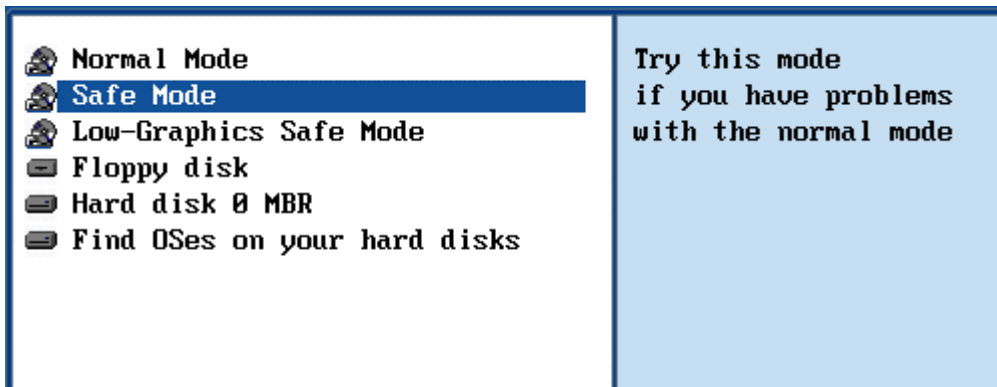 Normal Mode
Safe Mode
Low-Graphics Safe Mode
Floppy disk
Hard disk 0 MBR
Find OSes on your hard disks
Try this mode
if you have problems
with the normal mode